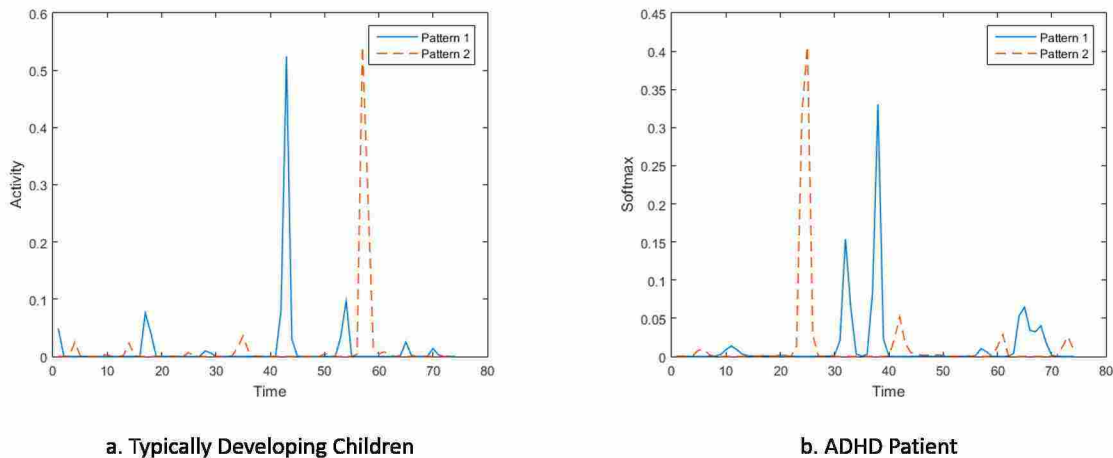 0.6
0.5
0.4
0.3
0.2
0.1
0
Activity
0 10 20 30 40 50 60 70 80
Time
Pattern 1
Pattern 2
a. Typically Developing Children
0.45
0.4
0.35
0.3
0.25
0.2
0.15
0.1
0.05
0
Softmax
0 10 20 30 40 50 60 70 80
Time
Pattern 1
Pattern 2
b. ADHD Patient